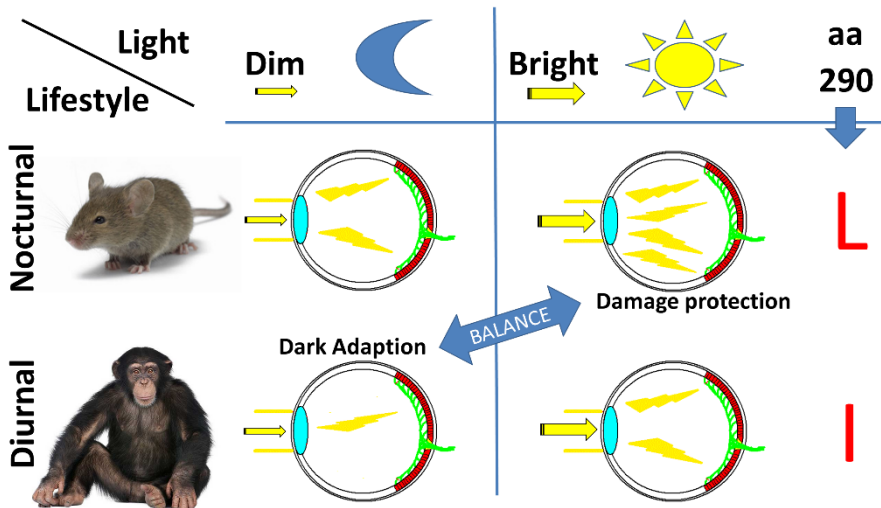 Light
Lifestyle
Dim
Bright
aa
290
Nocturnal
L
Damage protection
BALANCE
Dark Adaption
Diurnal
I